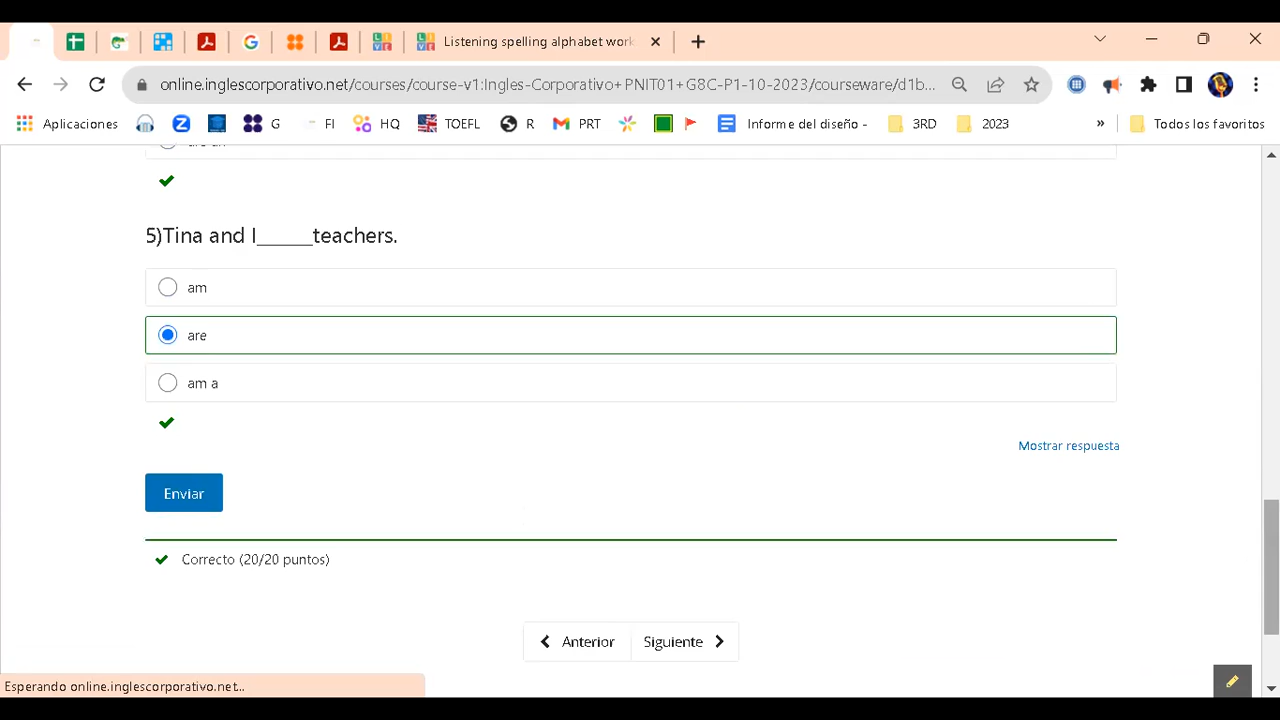 Listening spelling alphabet work
online.inglescorporativo.net/courses/course-v1:Ingles-Corporativo+PNIT01+G8C-P1-10-2023/courseware/d1b...
Aplicaciones G FI HQ TOEFL R PRT Informe del diseño - 3RD 2023 » Todos los favoritos
5)Tina and I_____teachers.
am
are
am a
Mostrar respuesta
Enviar
Correcto (20/20 puntos)
Anterior Siguiente
Esperando online.inglescorporativo.net...